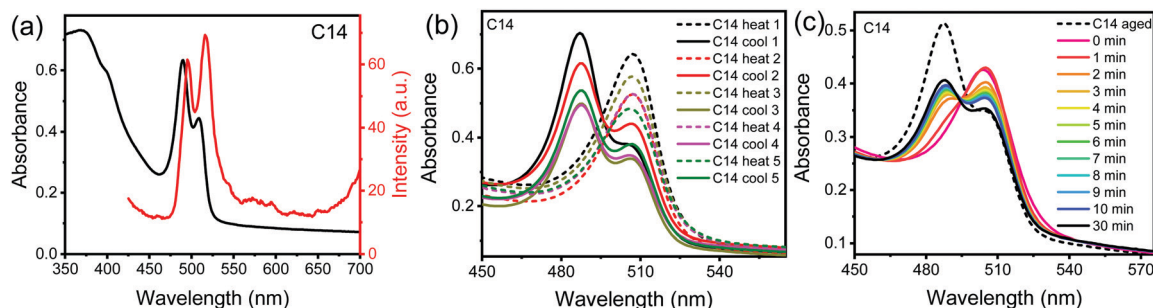 (a)
C14
Absorbance
0.6
0.4
0.2
0.0
350 400 450 500 550 600 650 700
Wavelength (nm)
60
40
20
0
Intensity (a.u.)
(b)
C14
Absorbance
0.8
0.6
0.4
0.2
450 480 510 540
Wavelength (nm)
C14 heat 1
C14 cool 1
C14 heat 2
C14 cool 2
C14 heat 3
C14 cool 3
C14 heat 4
C14 cool 4
C14 heat 5
C14 cool 5
(c)
C14
Absorbance
0.5
0.4
0.3
0.2
0.1
450 480 510 540 570
Wavelength (nm)
C14 aged
0 min
1 min
2 min
3 min
4 min
5 min
6 min
7 min
8 min
9 min
10 min
30 min